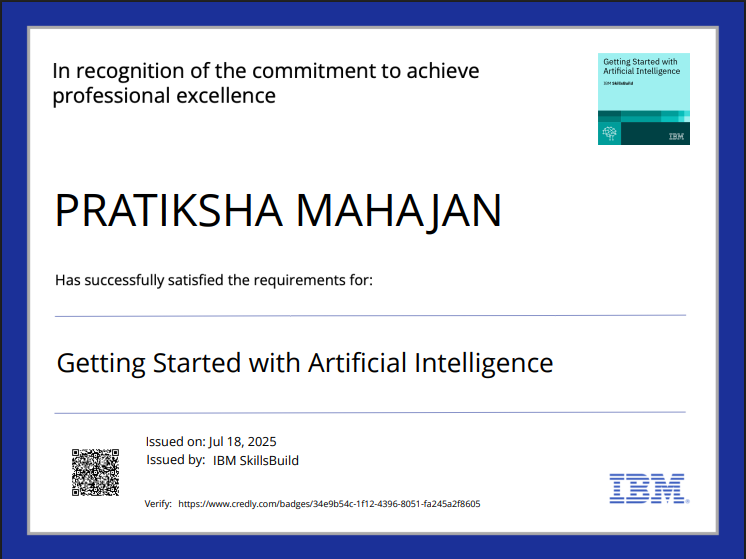 In recognition of the commitment to achieve
professional excellence
Getting Started with
Artificial Intelligence
IBM SkillsBuild
IBM
PRATIKSHA MAHAJAN
Has successfully satisfied the requirements for:
Getting Started with Artificial Intelligence
Issued on: Jul 18, 2025
Issued by: IBM SkillsBuild
Verify: https://www.credly.com/badges/34e9b54c-1f12-4396-8051-fa245a2f8605
IBM®